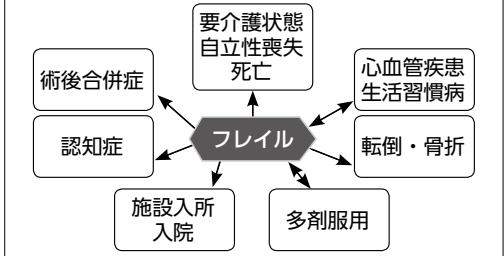 要介護状態
自立性喪失
死亡
術後合併症
心血管疾患
生活習慣病
認知症
フレイル
転倒・骨折
施設入所
入院
多剤服用